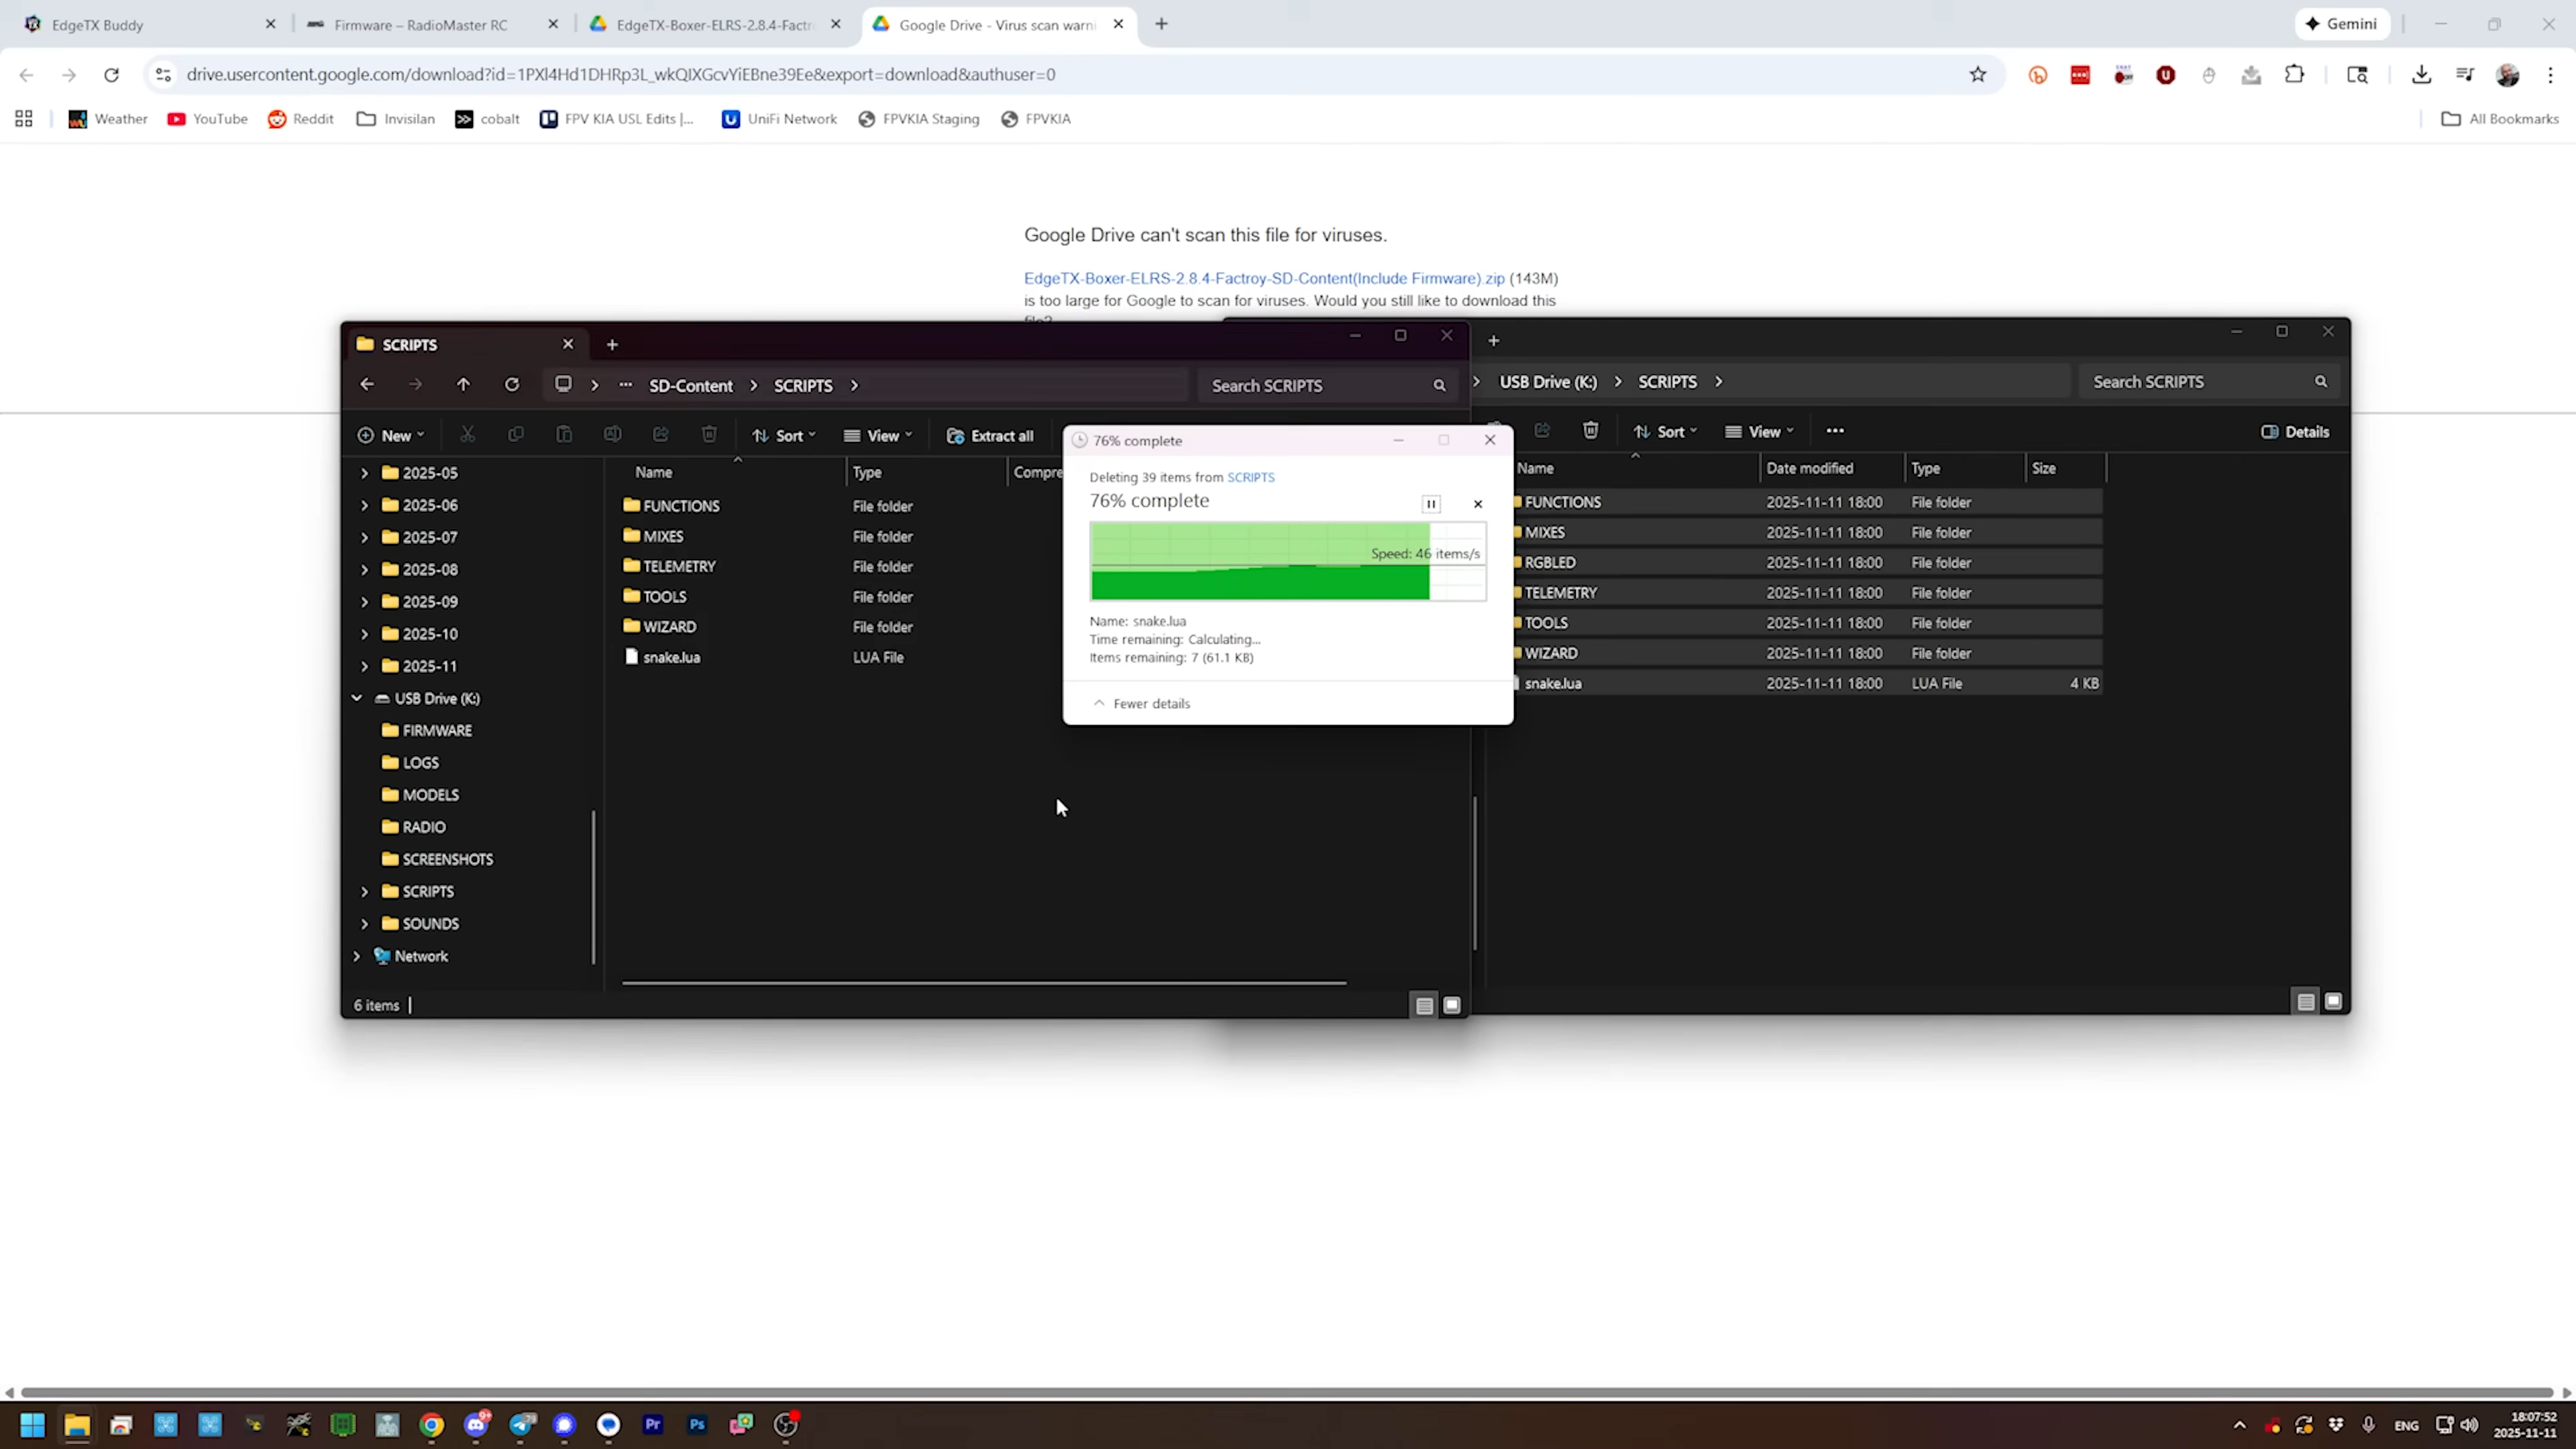 EdgeTX Buddy
Firmware – RadioMaster RC
EdgeTX-Boxer-ELRS-2.8.4-Factr
Google Drive - Virus scan warni
Gemini
drive.usercontent.google.com/download?id=1PXl4Hd1DHRp3L_wkQIXGcvYiEBne39Ee&export=download&authuser=0
Weather
YouTube
Reddit
Invisilan
cobalt
FPV KIA USL Edits |...
UniFi Network
FPVKIA Staging
FPVKIA
All Bookmarks
Google Drive can't scan this file for viruses.
EdgeTX-Boxer-ELRS-2.8.4-Factroy-SD-Content(Include Firmware).zip (143M)
is too large for Google to scan for viruses. Would you still like to download this
file?
SCRIPTS
SD-Content > SCRIPTS >
Search SCRIPTS
New
Sort
View
Extract all
2025-05
2025-06
2025-07
2025-08
2025-09
2025-10
2025-11
USB Drive (K:)
FIRMWARE
LOGS
MODELS
RADIO
SCREENSHOTS
SCRIPTS
SOUNDS
Network
6 items
Name Type Compre
FUNCTIONS File folder
MIXES File folder
TELEMETRY File folder
TOOLS File folder
WIZARD File folder
snake.lua LUA File
76% complete
Deleting 39 items from SCRIPTS
76% complete
Speed: 46 items/s
Name: snake.lua
Time remaining: Calculating...
Items remaining: 7 (61.1 KB)
Fewer details
USB Drive (K:) > SCRIPTS >
Search SCRIPTS
Sort
View
Details
Name Date modified Type Size
FUNCTIONS 2025-11-11 18:00 File folder
MIXES 2025-11-11 18:00 File folder
RGBLED 2025-11-11 18:00 File folder
TELEMETRY 2025-11-11 18:00 File folder
TOOLS 2025-11-11 18:00 File folder
WIZARD 2025-11-11 18:00 File folder
snake.lua 2025-11-11 18:00 LUA File 4 KB
Pr
Ps
ENG
18:07:52
2025-11-11